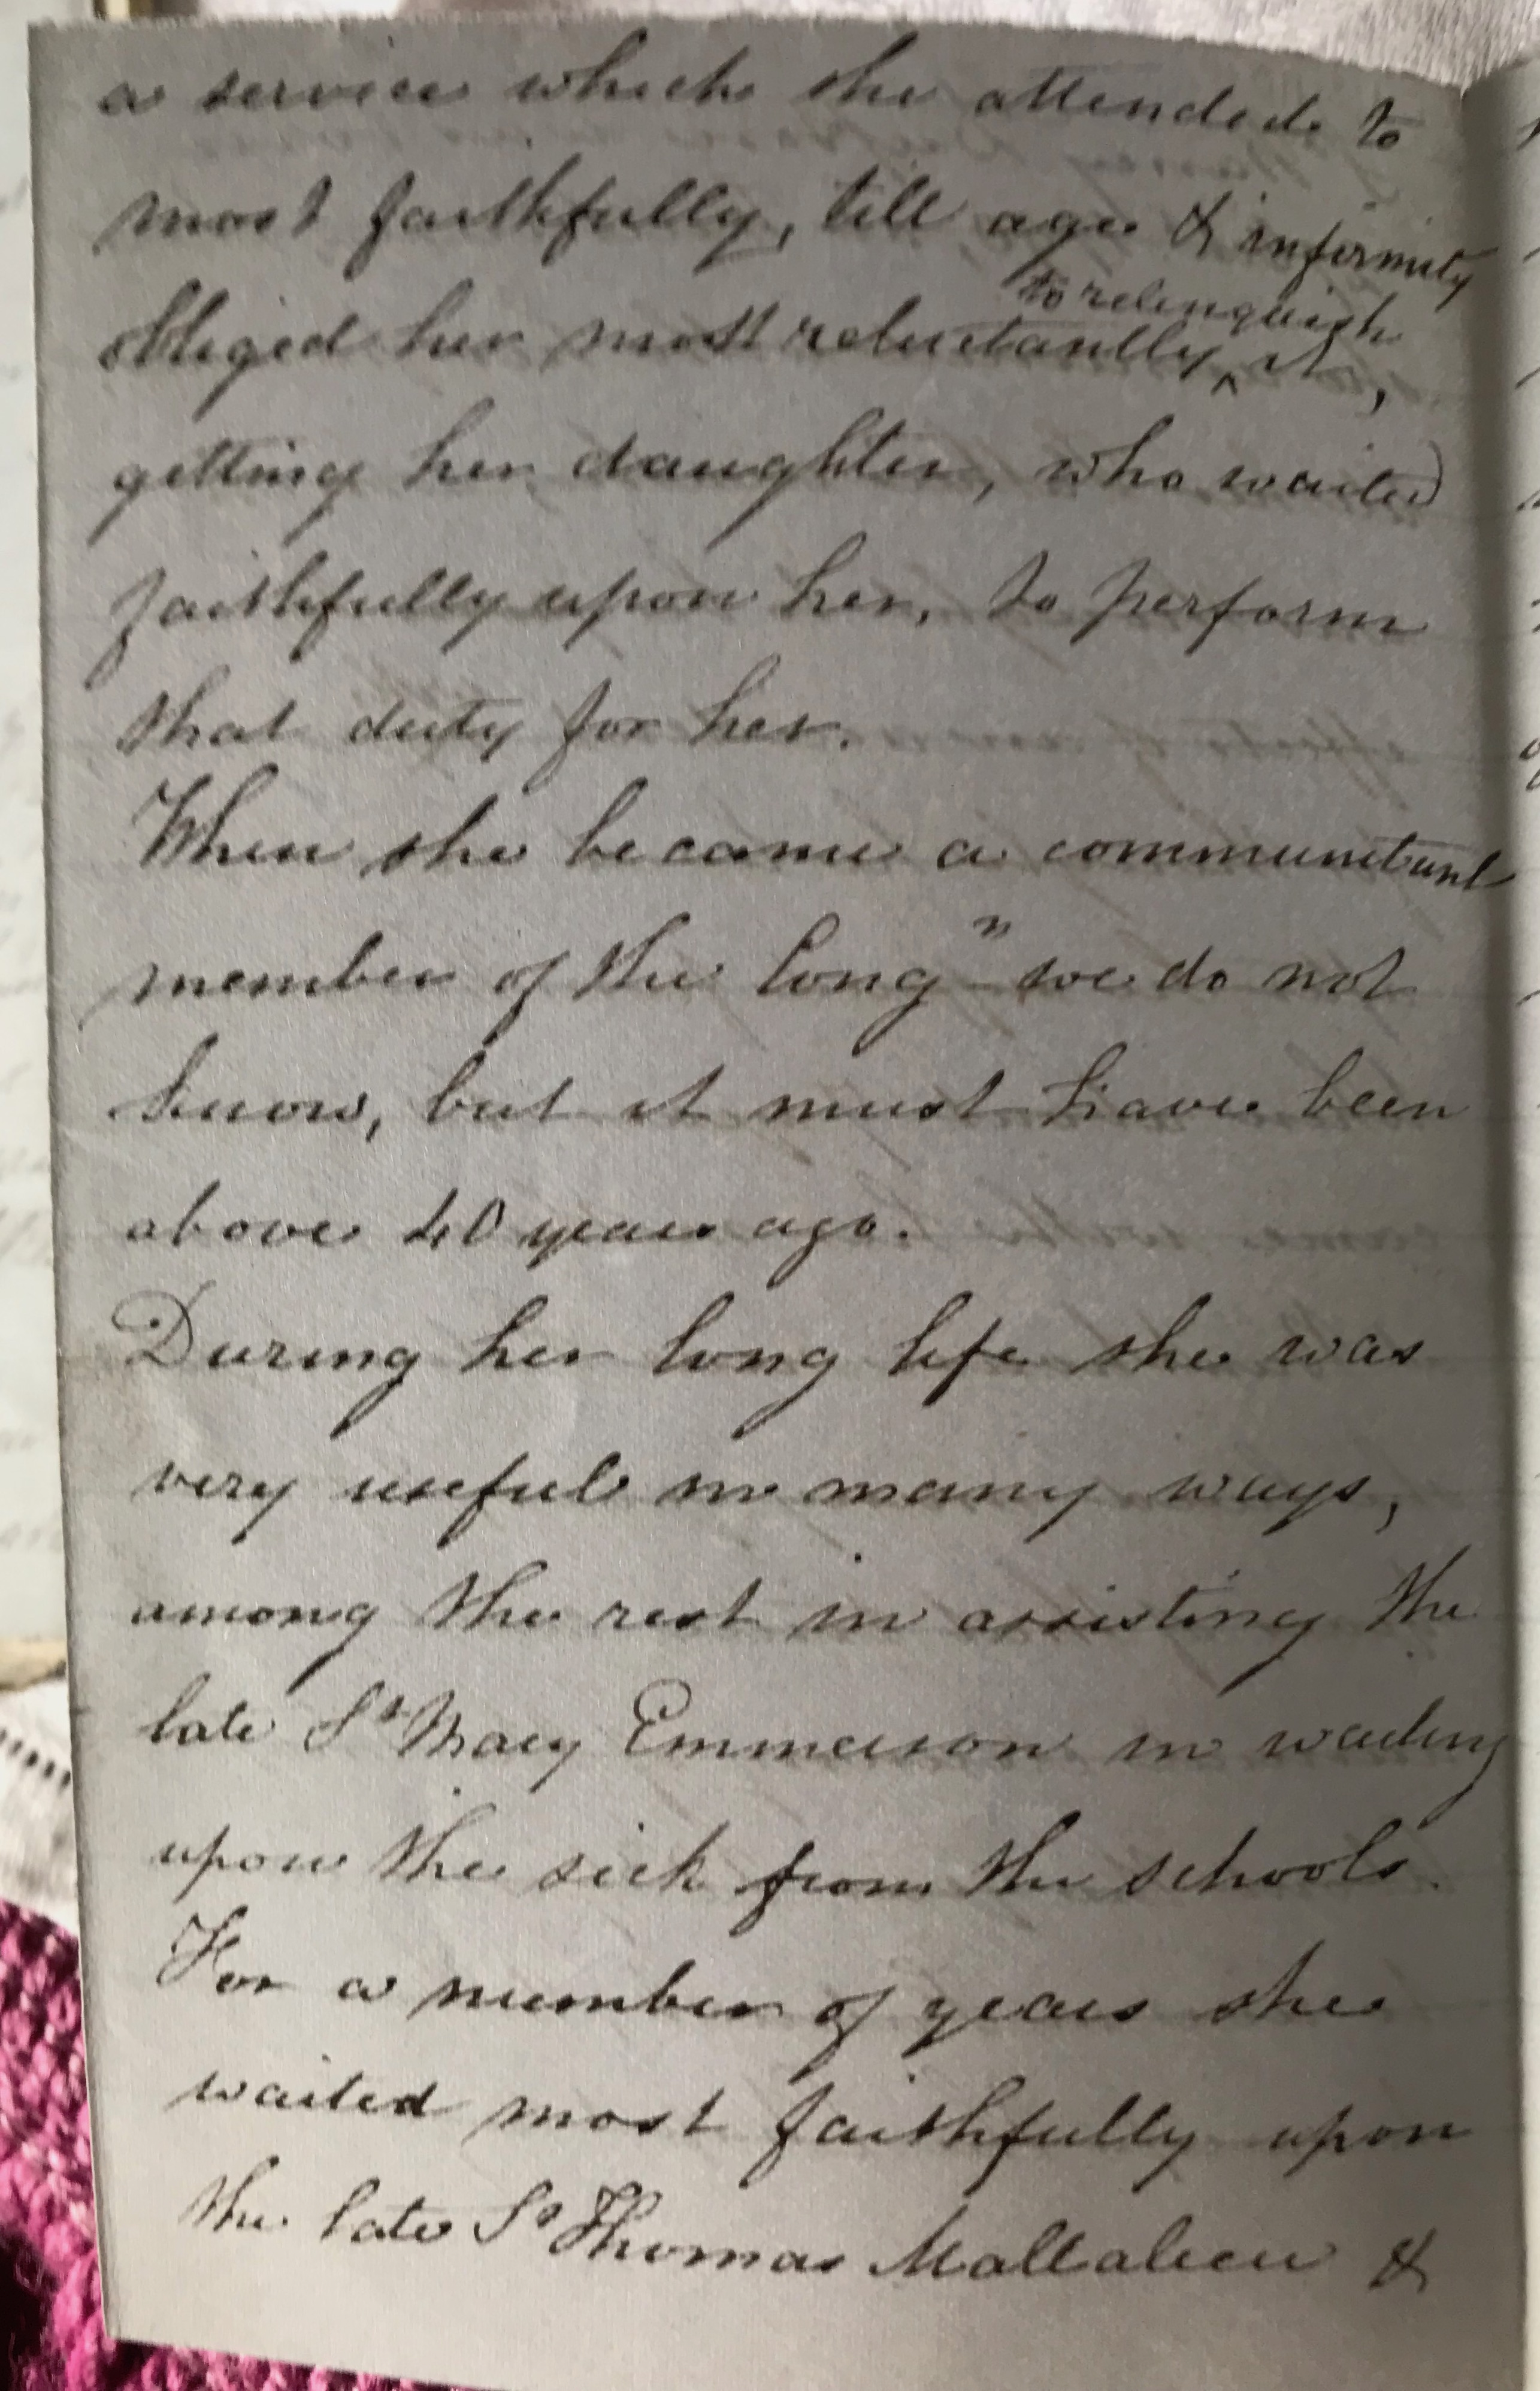 a service which she attended to
most faithfully, till age & infirmity
obliged her most reluctantly ^ to relinquish it,
getting her daughter, who waited
faithfully upon her, to perform
that duty for her.
When she became a communicant
member of the Congn we do not
know, but it must have been
above 40 years ago.
During her long life she was
very useful in many ways,
among the rest in assisting the
late Sr Mary Emmerson in waiting
upon the sick from the schools.
For a number of years she
waited most faithfully upon
the late Sr Thomas Mallalieu &